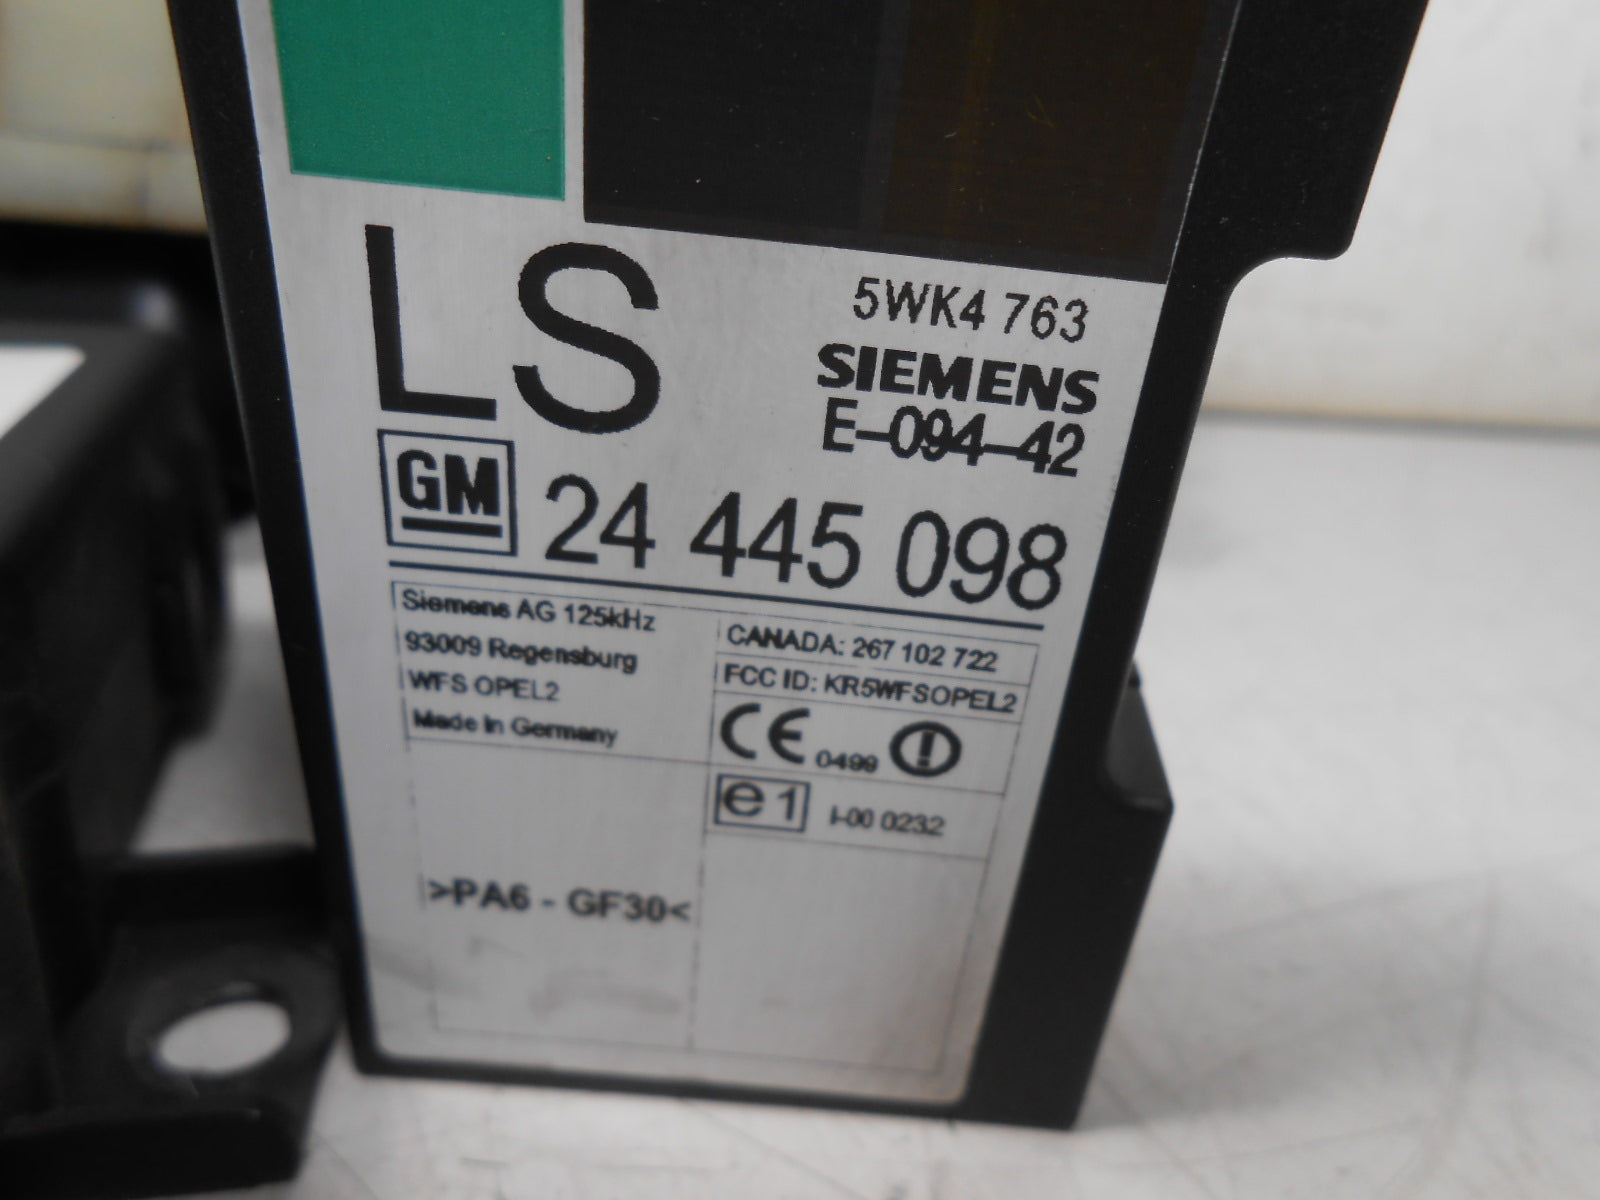 LS
5WK4 763
SIEMENS
E-094-42
GM 24 445 098
Siemens AG 125kHz
93009 Regensburg
WFS OPEL2
Made in Germany
CANADA: 267 102 722
FCC ID: KR5WFSOPEL2
CE 0499
e1 I-00 0232
>PA6 - GF30<